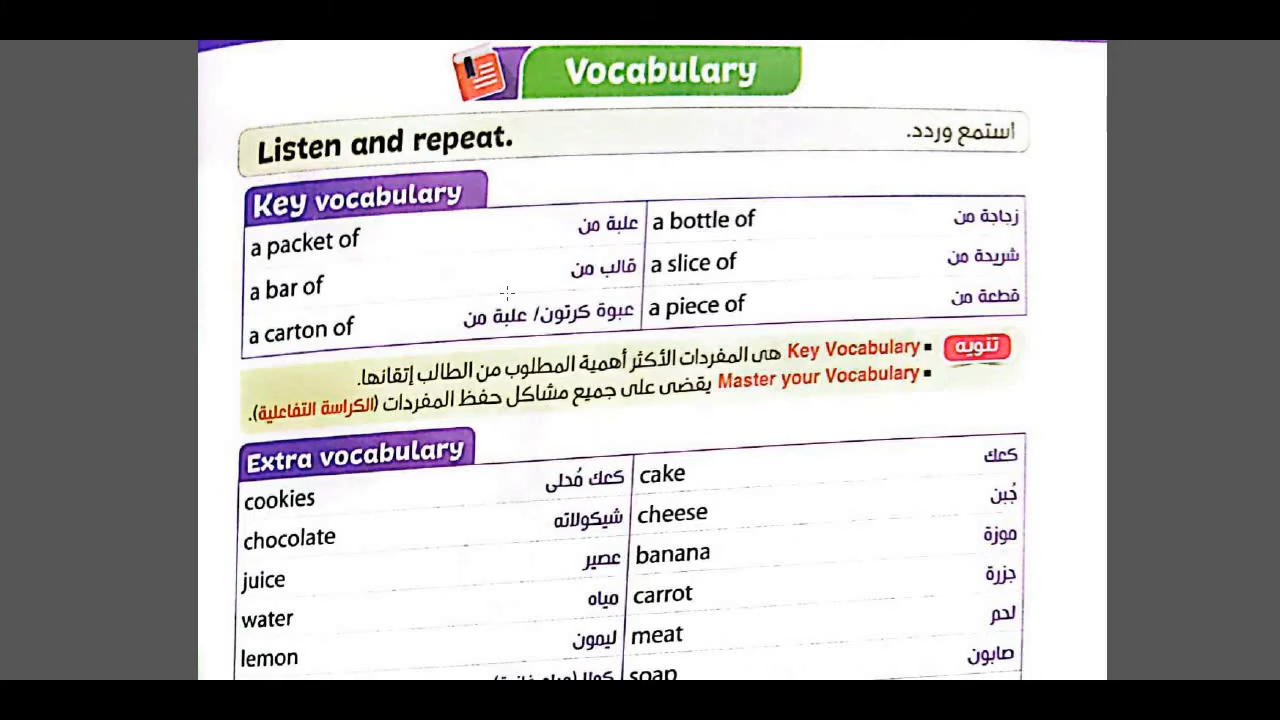 Vocabulary
Listen and repeat. استمع وردد.
Key vocabulary
a packet of علبة من a bottle of زجاجة من
a bar of قالب من a slice of شريحة من
a carton of عبوة كرتون/ علبة من a piece of قطعة من
تنويه ▪ Key Vocabulary هى المفردات الأكثر أهمية المطلوب من الطالب إتقانها.
▪ Master your Vocabulary يقضى على جميع مشاكل حفظ المفردات (الكراسة التفاعلية).
Extra vocabulary
cookies كعك مُدلى cake كعك
chocolate شيكولاته cheese جُبن
juice عصير banana موزة
water مياه carrot جزرة
lemon ليمون meat لحم
soap صابون